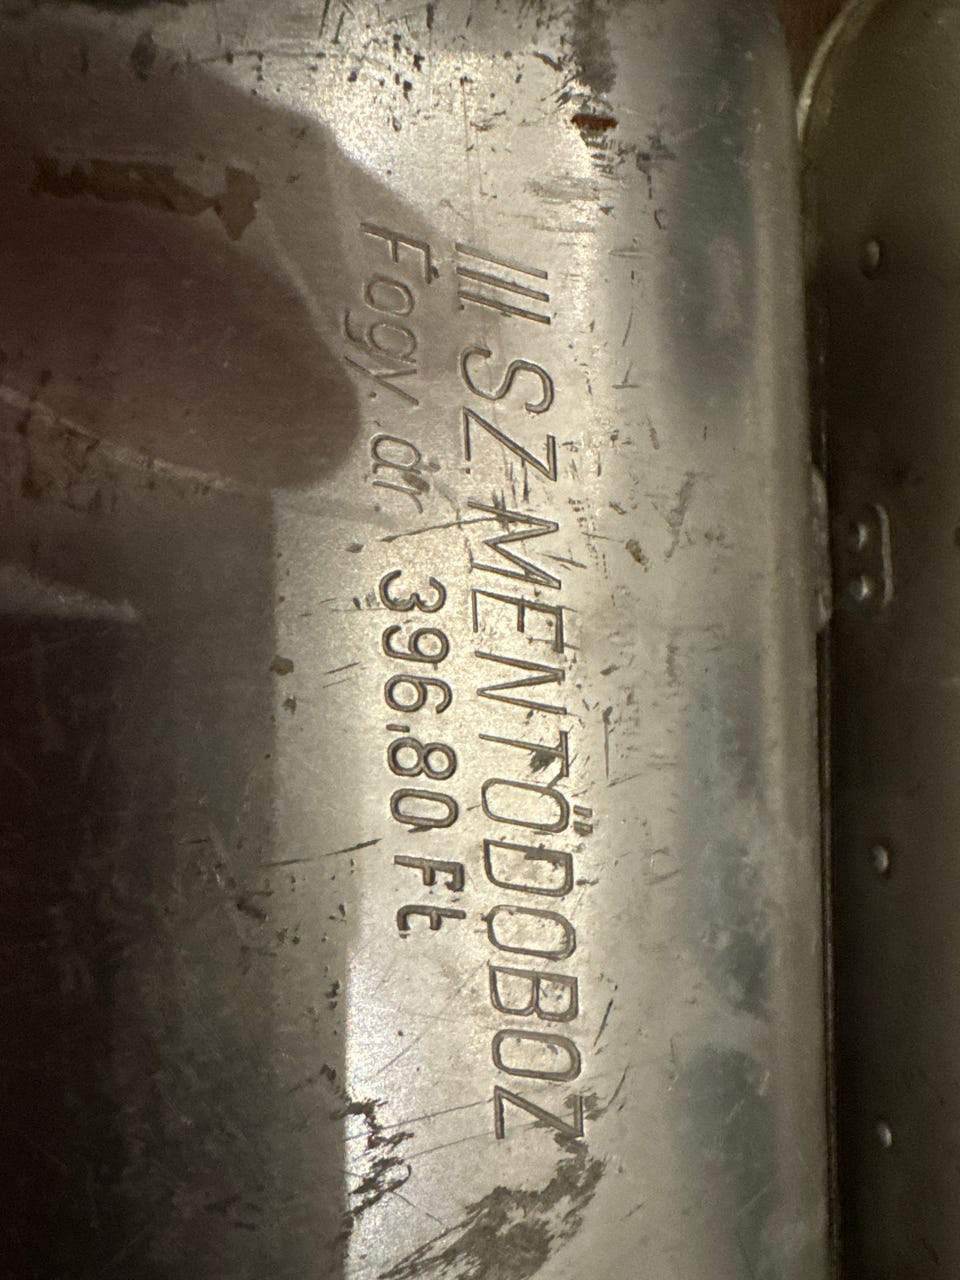 III SZ. MENTŐDOBOZ
Fogy. ár 396,80 Ft